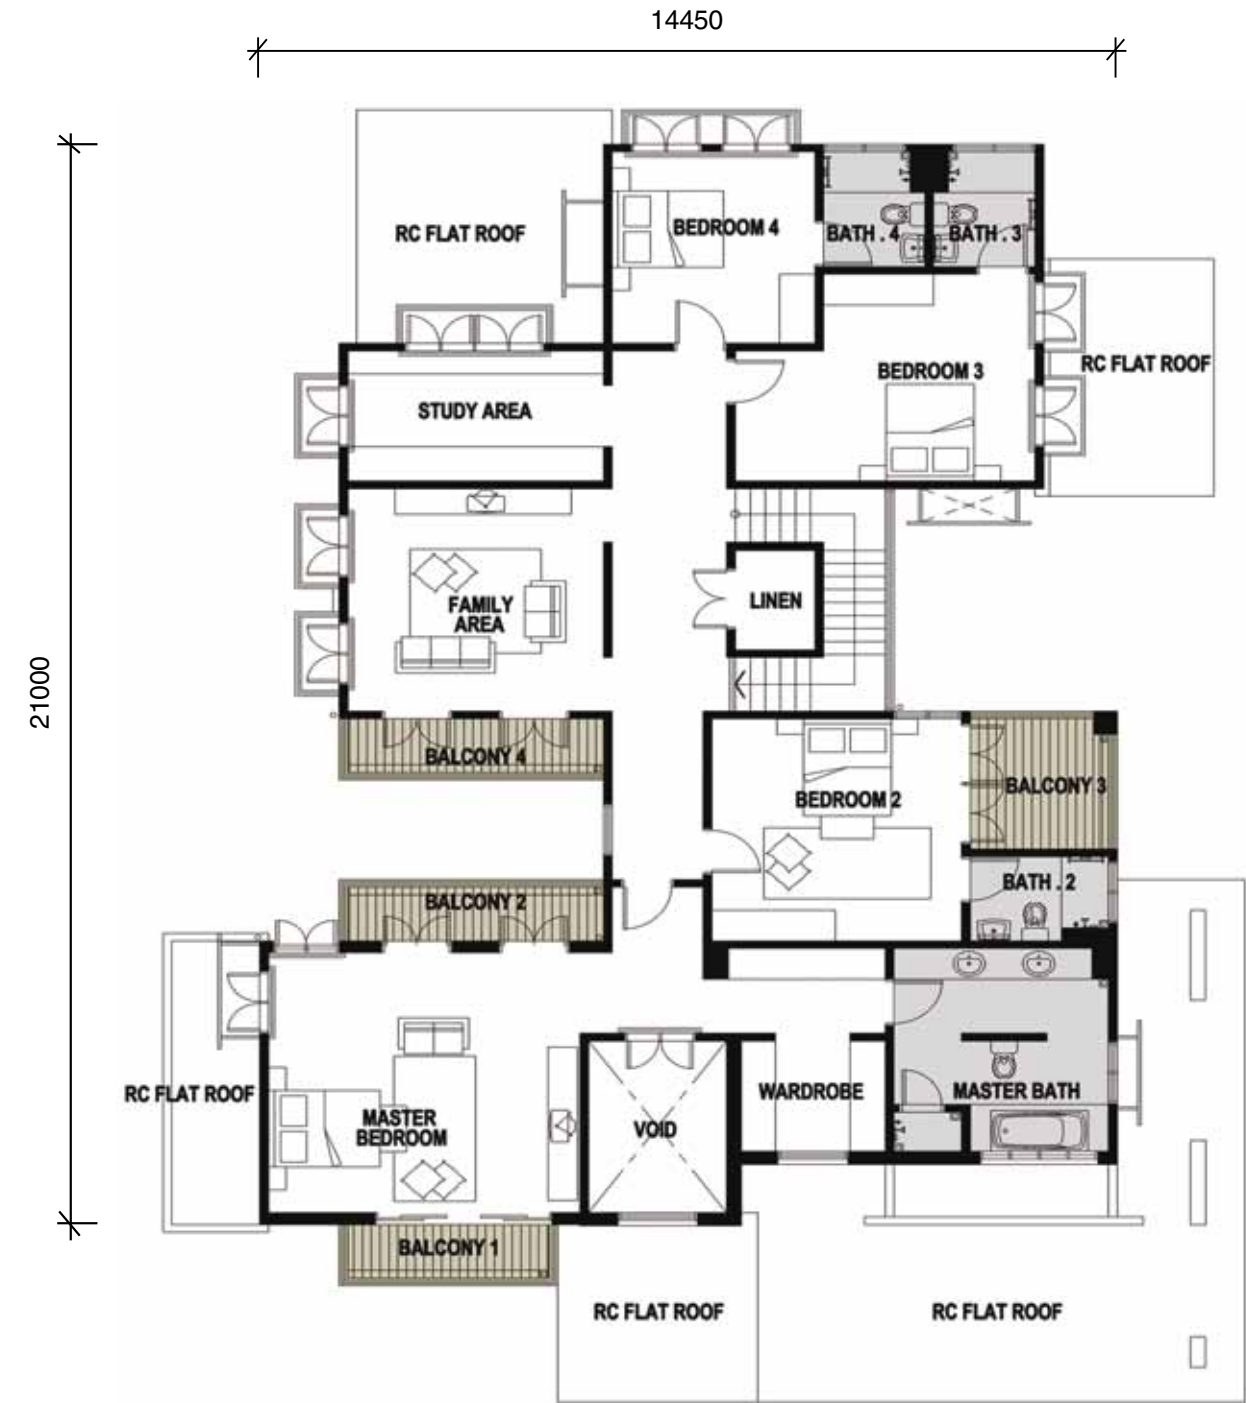 14450
21000
RC FLAT ROOF
BEDROOM 4
BATH . 4
BATH . 3
RC FLAT ROOF
BEDROOM 3
STUDY AREA
FAMILY
AREA
LINEN
BALCONY 4
BEDROOM 2
BALCONY 3
BATH . 2
BALCONY 2
RC FLAT ROOF
MASTER
BEDROOM
VOID
WARDROBE
MASTER BATH
BALCONY 1
RC FLAT ROOF
RC FLAT ROOF